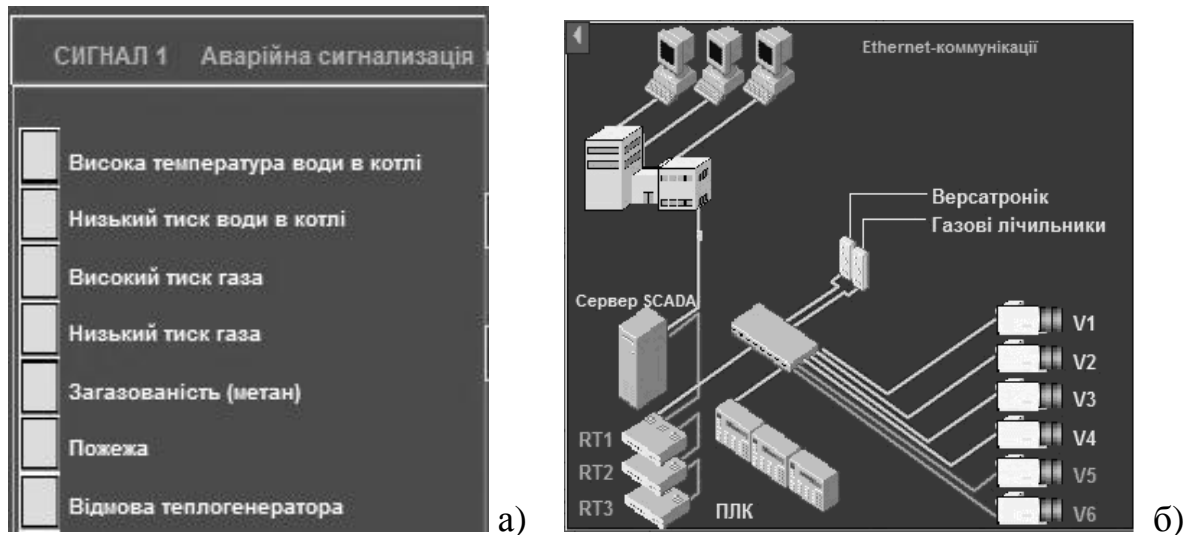 СИГНАЛ 1 Аварійна сигнализація
Висока температура води в котлі
Низький тиск води в котлі
Високий тиск газа
Низький тиск газа
Загазованість (метан)
Пожежа
Відмова теплогенератора
а)
Ethernet-коммунікації
Версатронік
Газові лічильники
Сервер SCADA
V1
V2
V3
V4
V5
V6
RT1
RT2
RT3
ПЛК
б)